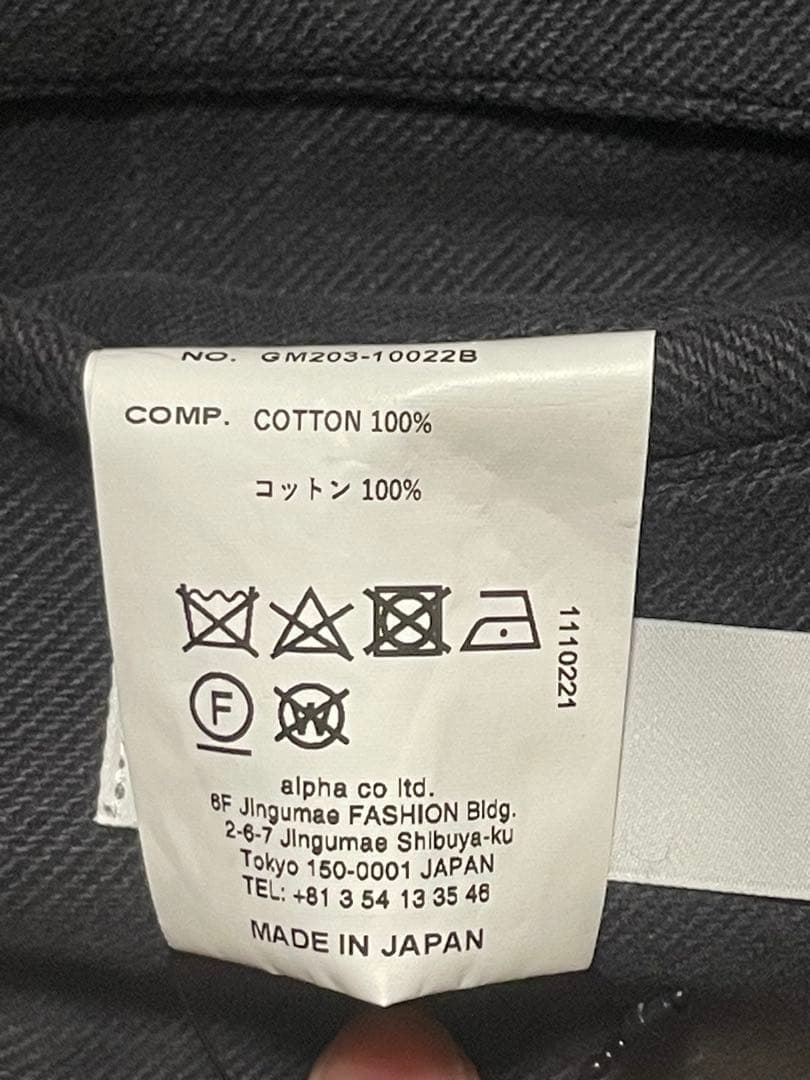 NO. GM203-10022B
COMP. COTTON 100%
コットン 100%
1110221
F
W
alpha co ltd.
6F Jingumae FASHION Bldg.
2-6-7 Jingumae Shibuya-ku
Tokyo 150-0001 JAPAN
TEL: +81 3 54 13 35 46
MADE IN JAPAN